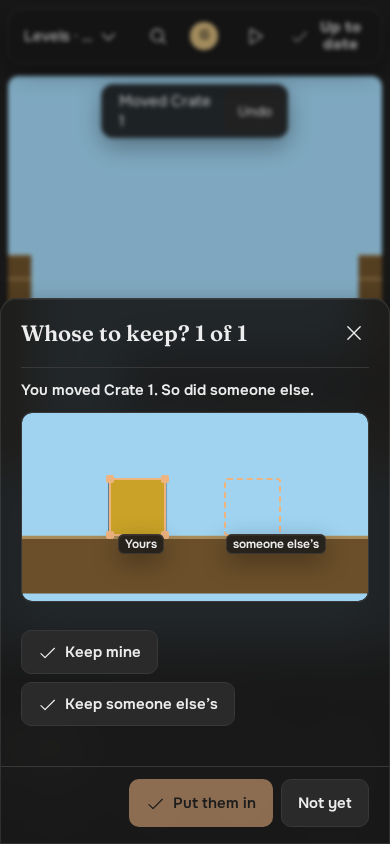 Levels · ...
Up to
date
Moved Crate
1
Undo
Whose to keep? 1 of 1
You moved Crate 1. So did someone else.
Yours
someone else's
Keep mine
Keep someone else’s
Put them in
Not yet